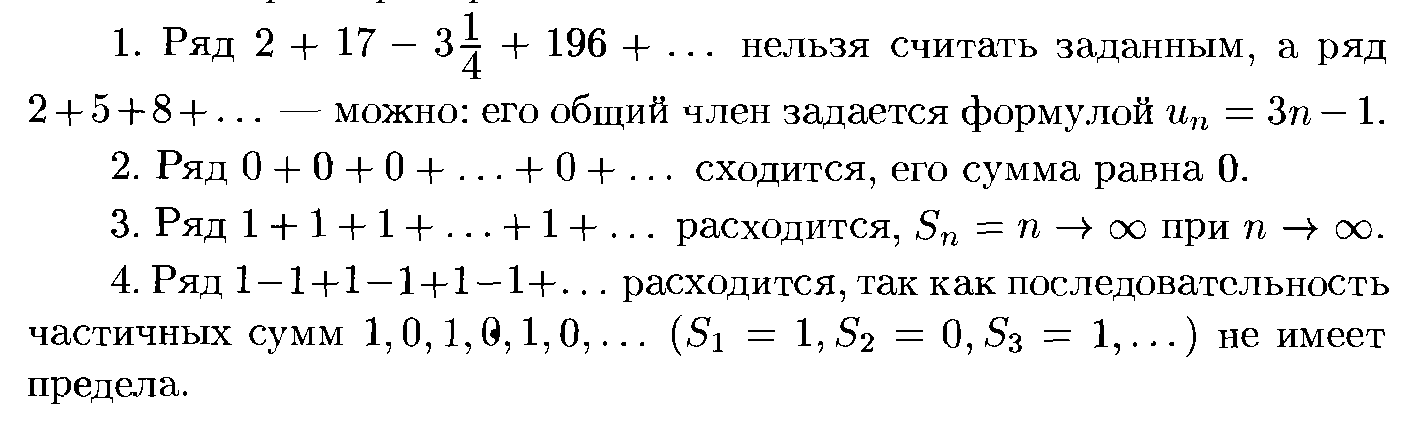 1. Ряд 2 + 17 − 3 1/4 + 196 + ... нельзя считать заданным, а ряд
2+5+8+... — можно: его общий член задается формулой uₙ = 3n−1.
2. Ряд 0 + 0 + 0 + ... + 0 + ... сходится, его сумма равна 0.
3. Ряд 1 + 1 + 1 + ... + 1 + ... расходится, Sₙ = n → ∞ при n → ∞.
4. Ряд 1−1+1−1+1−1+... расходится, так как последовательность
частичных сумм 1, 0, 1, 0, 1, 0, ... (S₁ = 1, S₂ = 0, S₃ = 1, ...) не имеет
предела.